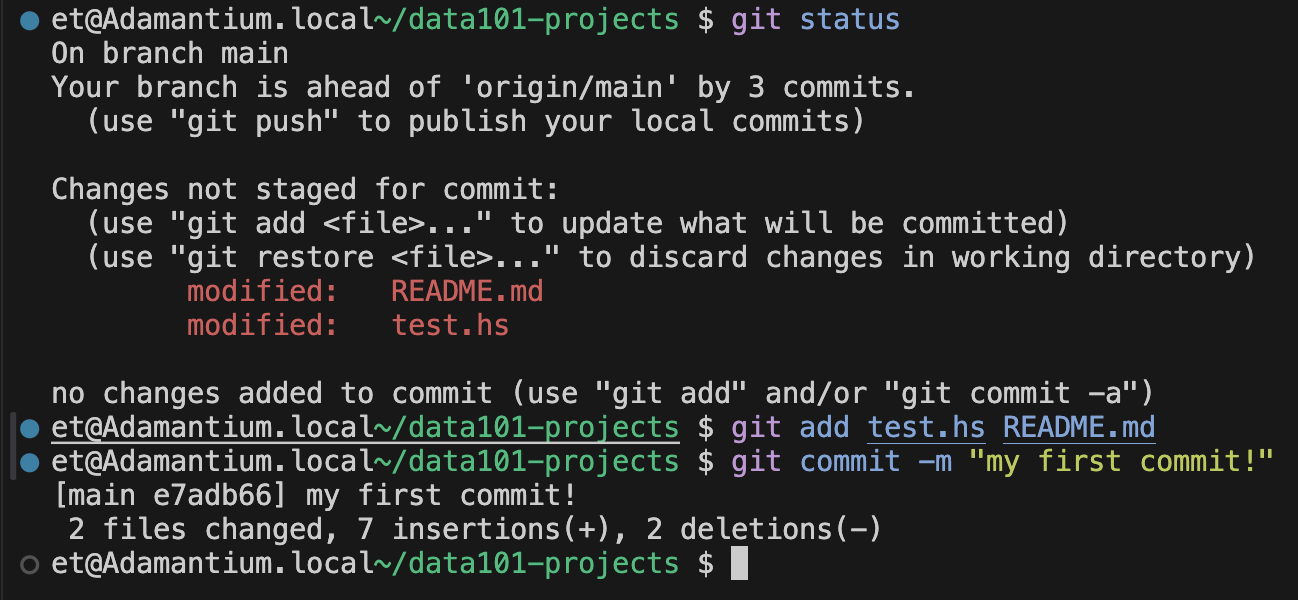 et@Adamantium.local~/data101-projects $ git status
On branch main
Your branch is ahead of 'origin/main' by 3 commits.
  (use "git push" to publish your local commits)

Changes not staged for commit:
  (use "git add <file>..." to update what will be committed)
  (use "git restore <file>..." to discard changes in working directory)
        modified:   README.md
        modified:   test.hs

no changes added to commit (use "git add" and/or "git commit -a")
et@Adamantium.local~/data101-projects $ git add test.hs README.md
et@Adamantium.local~/data101-projects $ git commit -m "my first commit!"
[main e7adb66] my first commit!
 2 files changed, 7 insertions(+), 2 deletions(-)
et@Adamantium.local~/data101-projects $